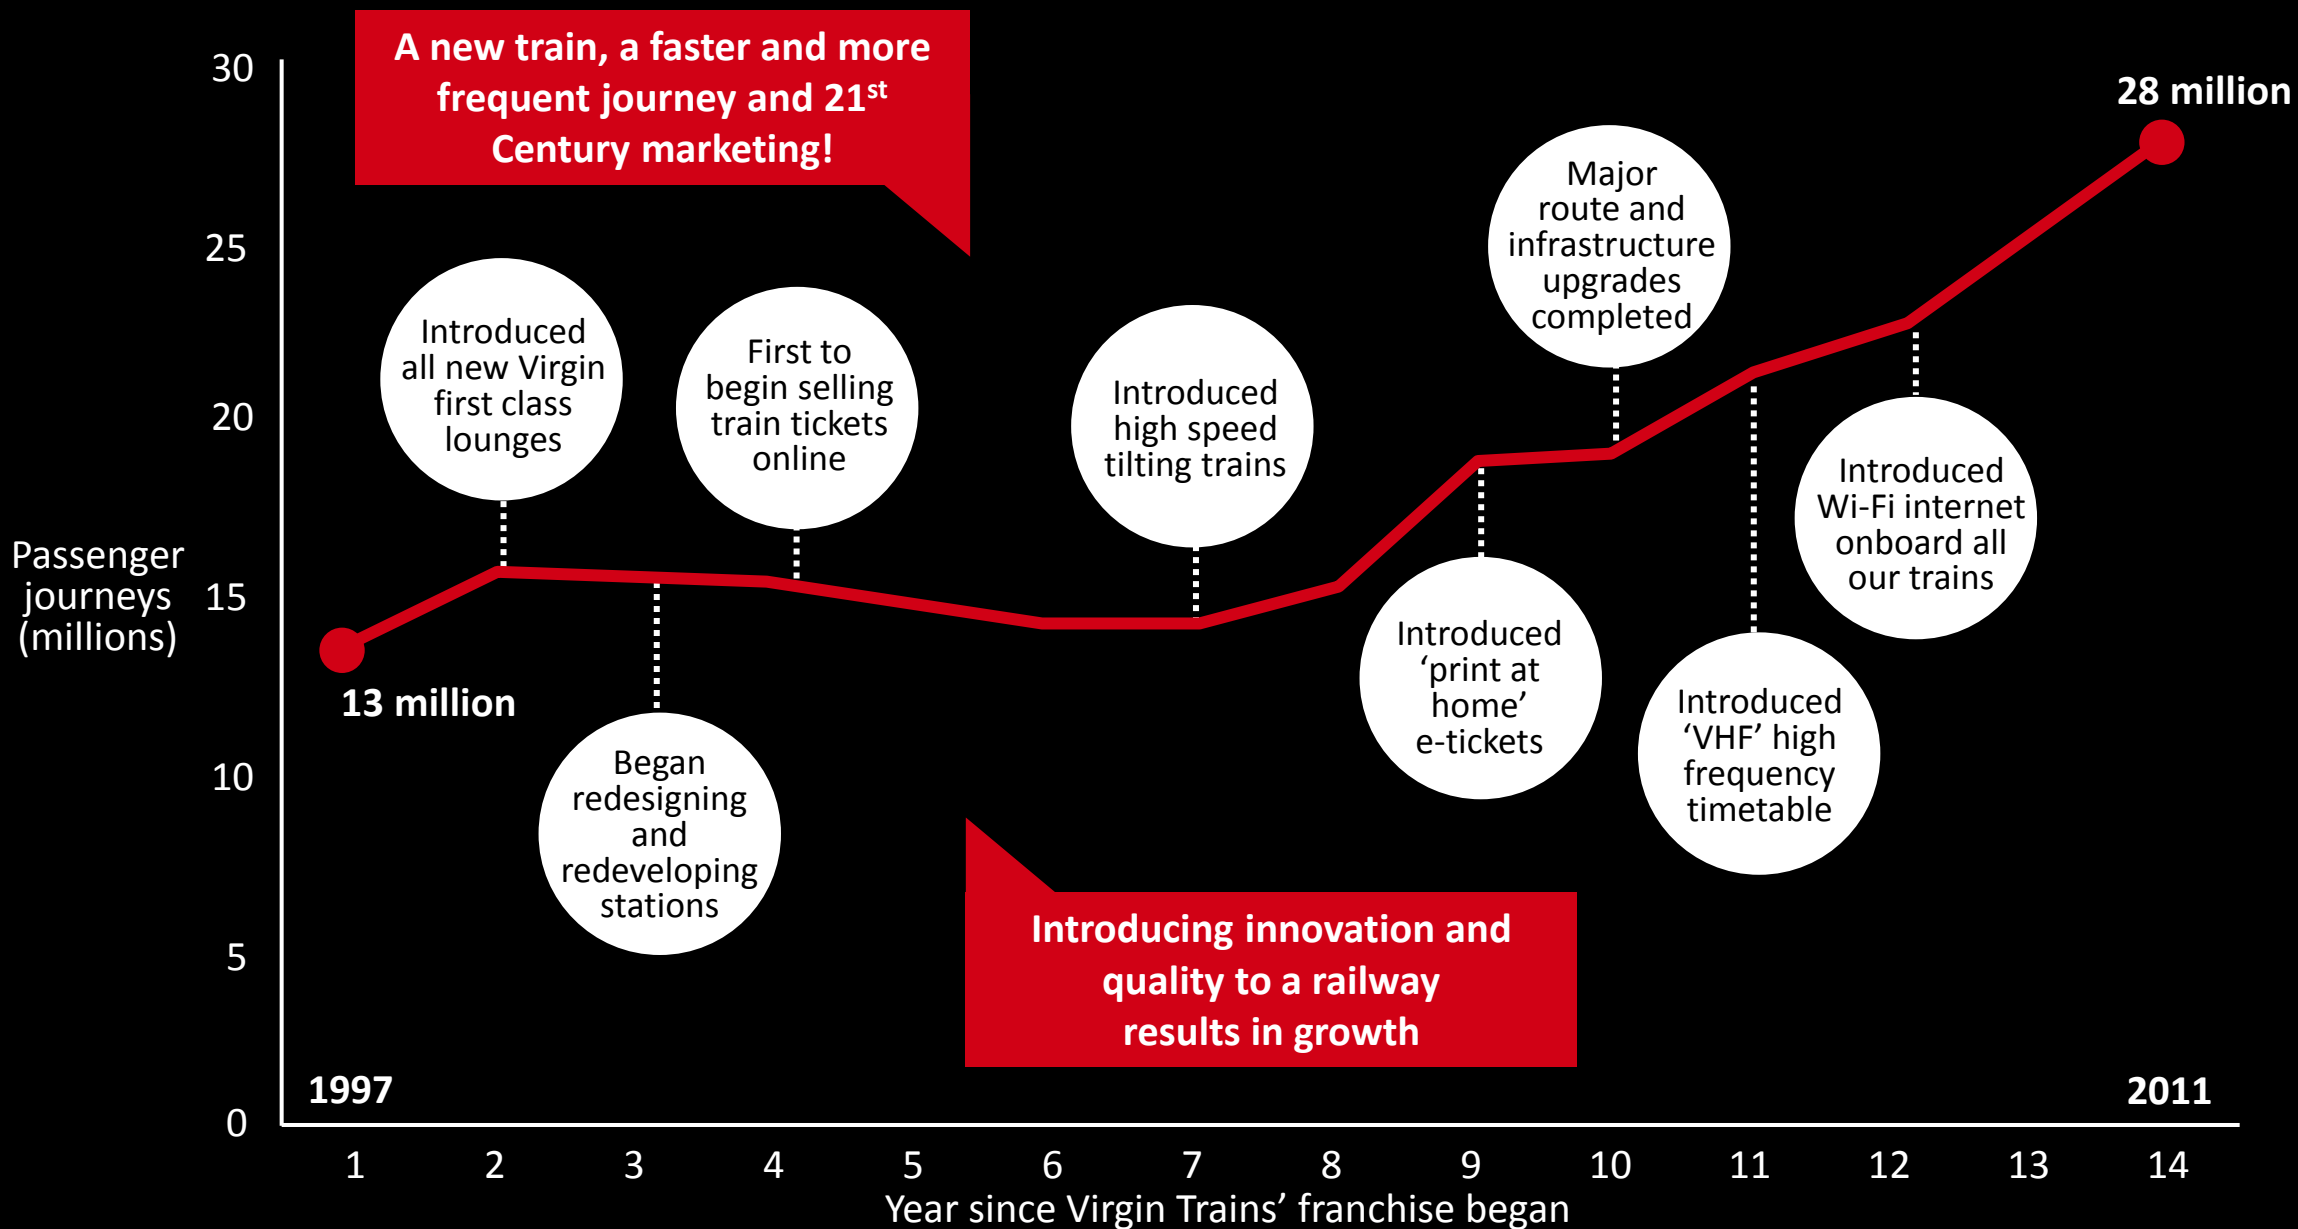 A new train, a faster and more
frequent journey and 21st
Century marketing!
28 million
30
25
20
15
10
5
0
Passenger
journeys
(millions)
Introduced
all new Virgin
first class
lounges
First to
begin selling
train tickets
online
Introduced
high speed
tilting trains
Major
route and
infrastructure
upgrades
completed
13 million
Began
redesigning
and
redeveloping
stations
Introduced
‘print at
home’
e-tickets
Introduced
‘VHF’ high
frequency
timetable
Introduced
Wi-Fi internet
onboard all
our trains
Introducing innovation and
quality to a railway
results in growth
1997
2011
1 2 3 4 5 6 7 8 9 10 11 12 13 14
Year since Virgin Trains’ franchise began